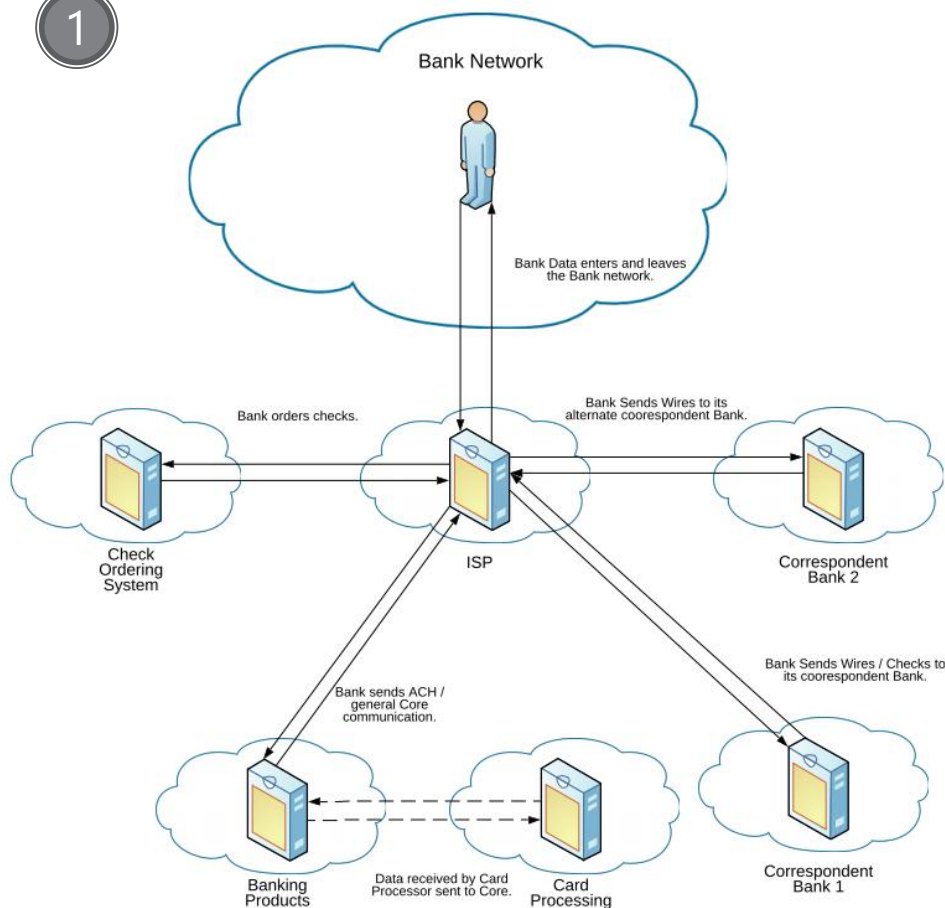 1
Bank Network
Bank Data enters and leaves
the Bank network.
Bank orders checks.
Bank Sends Wires to its
alternate coorespondent Bank.
Check
Ordering
System
ISP
Correspondent
Bank 2
Bank sends ACH /
general Core
communication.
Bank Sends Wires / Checks to
its coorespondent Bank.
Banking
Products
Data received by Card
Processor sent to Core.
Card
Processing
Correspondent
Bank 1